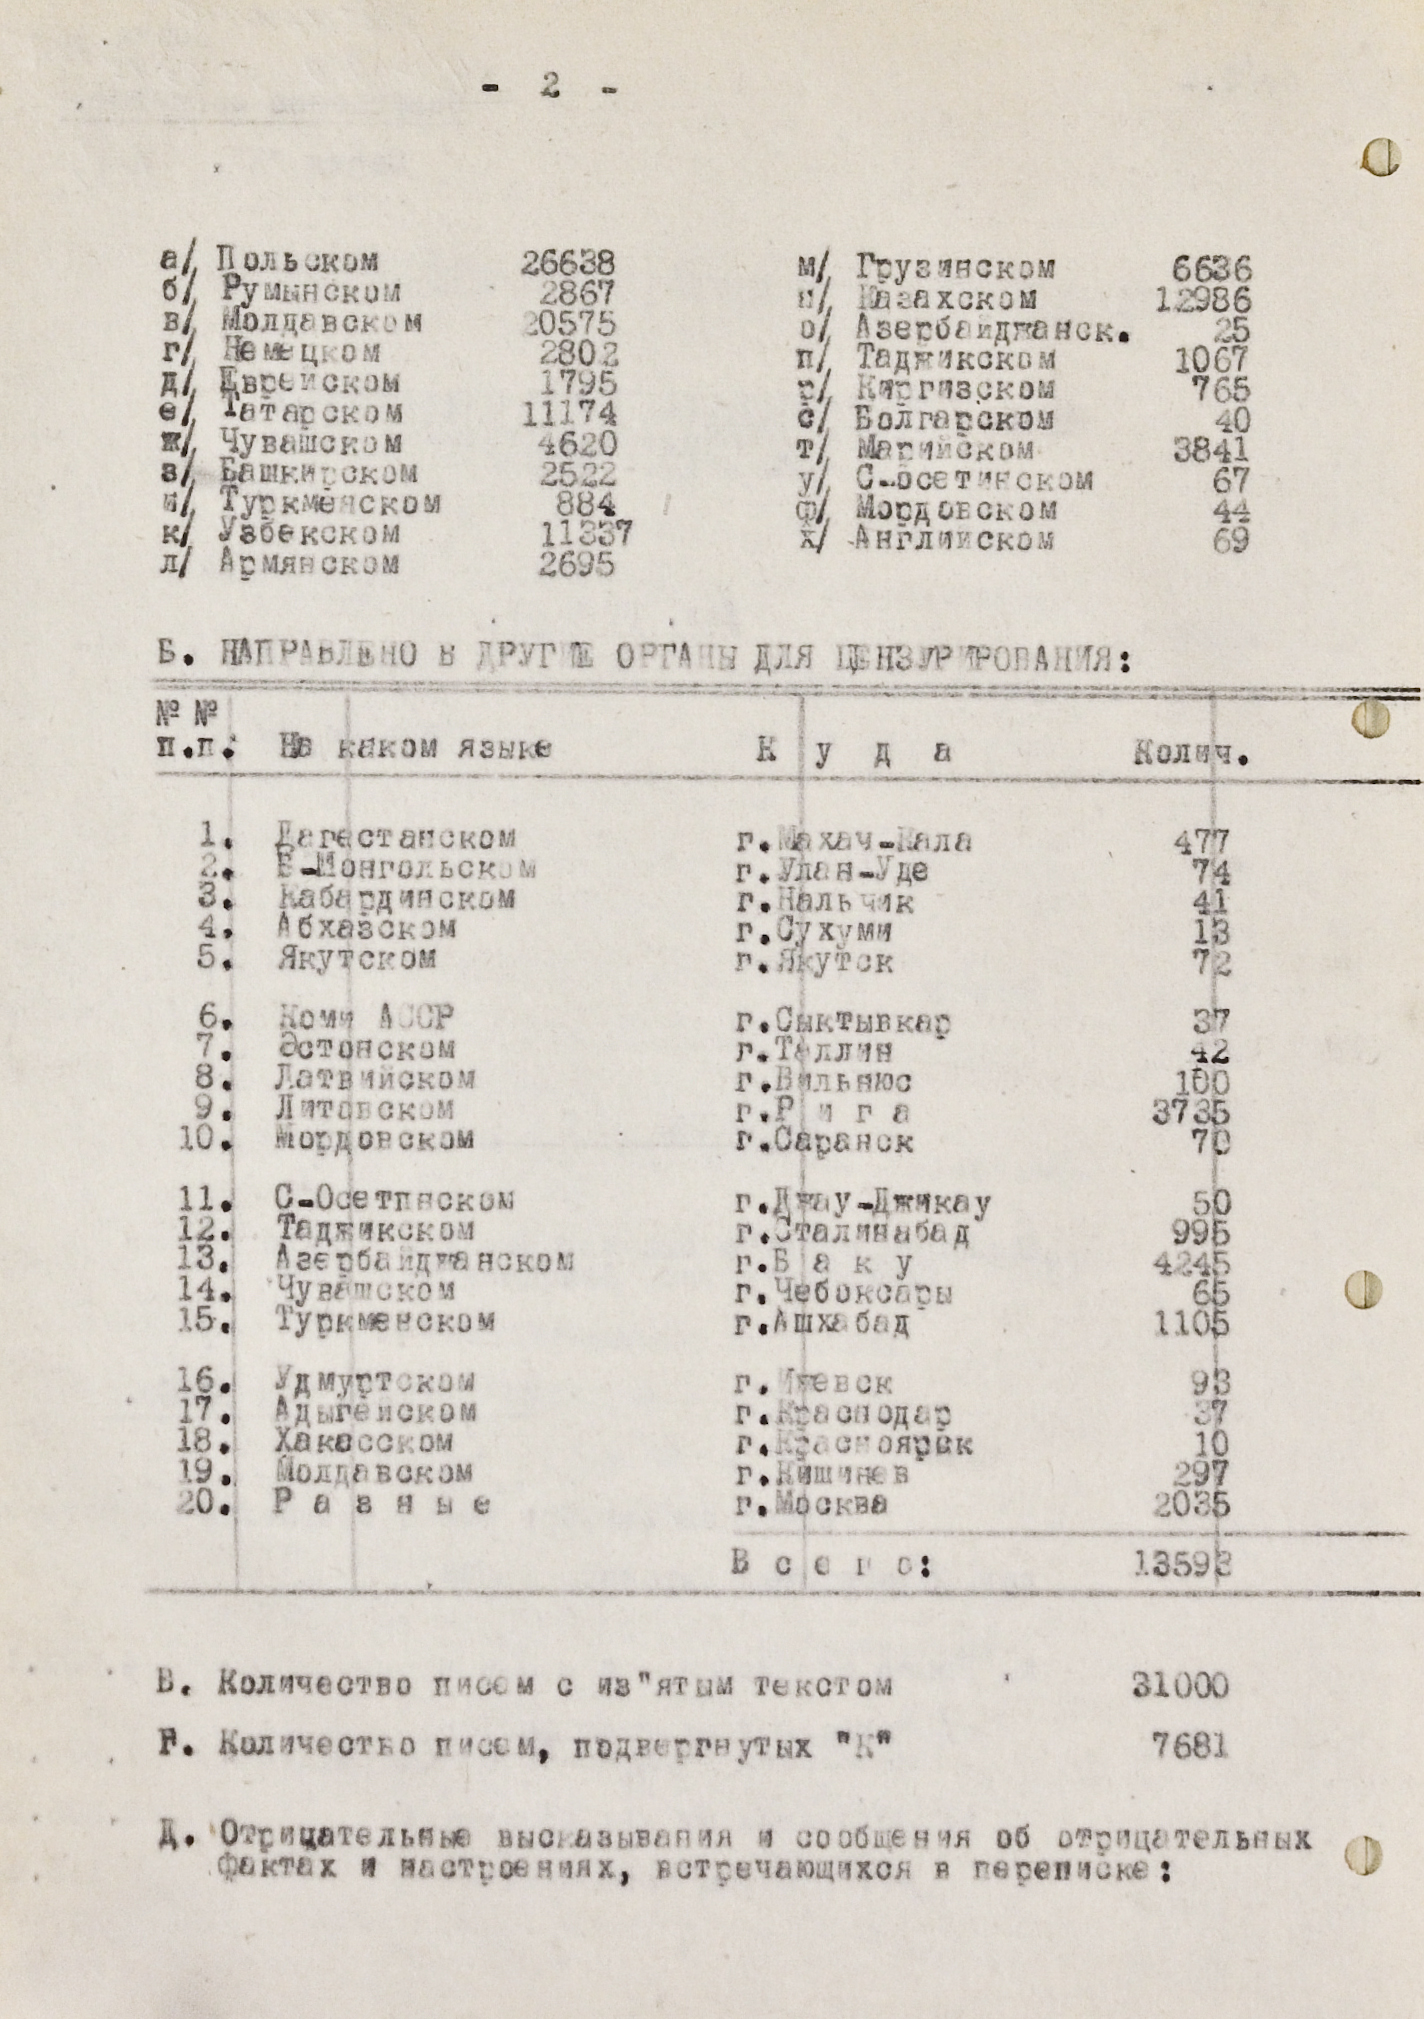 - 2 -
а/ Польском 26638
б/ Румынском 2867
в/ Молдавском 20575
г/ Немецком 2802
д/ Еврейском 1795
е/ Татарском 11174
ж/ Чувашском 4620
з/ Башкирском 2522
и/ Туркменском 884
к/ Узбекском 11337
л/ Армянском 2695
м/ Грузинском 6636
н/ Казахском 12986
о/ Азербайджанск. 25
п/ Таджикском 1067
р/ Киргизском 765
с/ Болгарском 40
т/ Марийском 3841
у/ С-осетинском 67
ф/ Мордовском 44
х/ Английском 69
Б. НАПРАВЛЕНО В ДРУГИЕ ОРГАНЫ ДЛЯ ЦЕНЗУРИРОВАНИЯ:
№ №
п.п. На каком языке К у д а Колич.
1. Дагестанском г.Махач-Кала 477
2. Б-Монгольском г.Улан-Уде 74
3. Кабардинском г.Нальчик 41
4. Абхазском г.Сухуми 13
5. Якутском г.Якутск 72
6. Коми АССР г.Сыктывкар 37
7. Эстонском г.Таллин 42
8. Латвийском г.Вильнюс 100
9. Литовском г.Р и г а 3735
10. Мордовском г.Саранск 70
11. С-Осетинском г.Джау-Джикау 50
12. Таджикском г.Сталинабад 995
13. Азербайджанском г.Б а к у 4245
14. Чувашском г.Чебоксары 65
15. Туркменском г.Ашхабад 1105
16. Удмуртском г.Ижевск 93
17. Адыгейском г.Краснодар 37
18. Хакасском г.Красноярск 10
19. Молдавском г.Кишинев 297
20. Р а з н ы е г.Москва 2035
В с е г о: 13593
В. Количество писем с из"ятым текстом 31000
Г. Количество писем, подвергнутых "К" 7681
Д. Отрицательные высказывания и сообщения об отрицательных
фактах и настроениях, встречающихся в переписке: